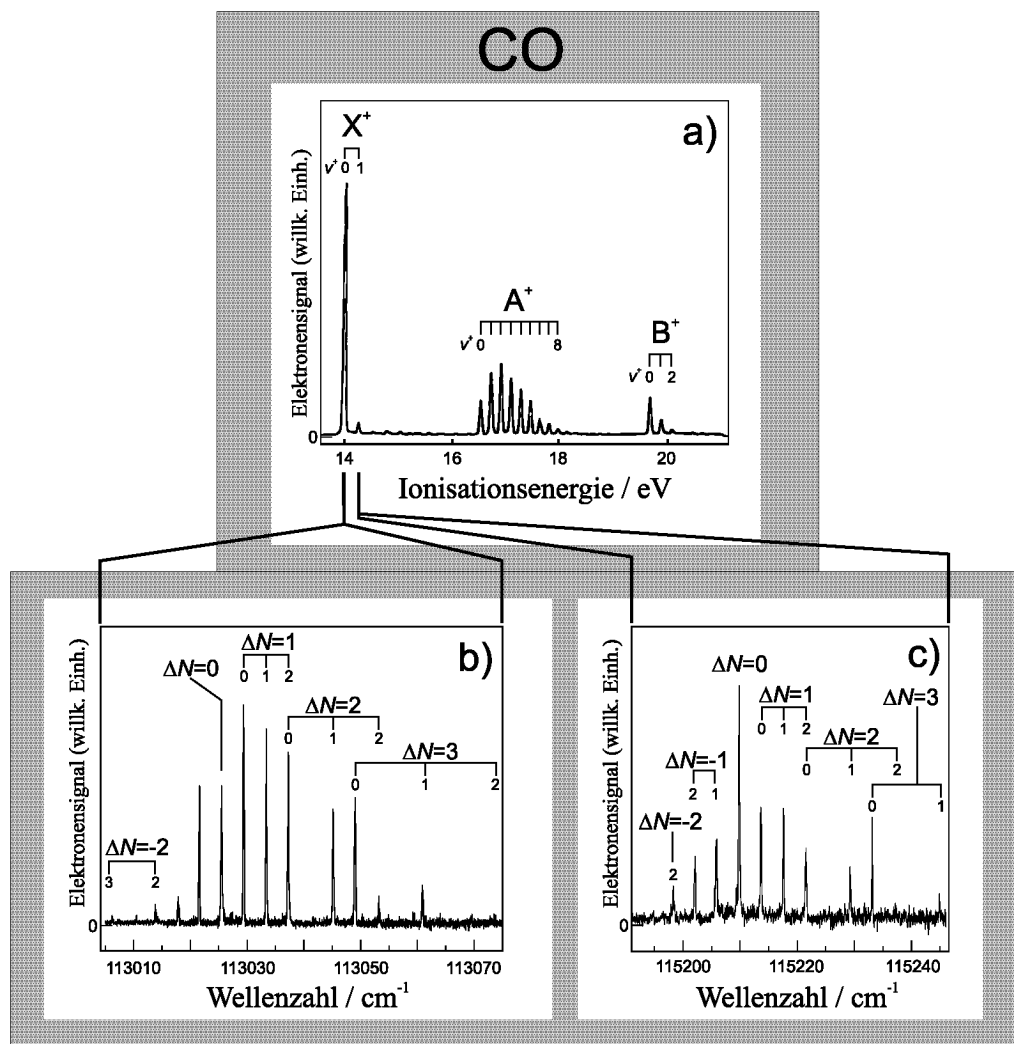 CO
a)
X⁺
v⁺ 0 1
A⁺
v⁺ 0 8
B⁺
v⁺ 0 2
Elektronensignal (willk. Einh.)
0
14 16 18 20
Ionisationsenergie / eV
b)
ΔN=1
0 1 2
ΔN=0
ΔN=2
0 1 2
ΔN=3
0 1 2
ΔN=-2
3 2
Elektronensignal (willk. Einh.)
0
113010 113030 113050 113070
Wellenzahl / cm⁻¹
c)
ΔN=0
ΔN=1
0 1 2
ΔN=3
0 1
ΔN=2
0 1 2
ΔN=-1
2 1
ΔN=-2
2
Elektronensignal (willk. Einh.)
0
115200 115220 115240
Wellenzahl / cm⁻¹